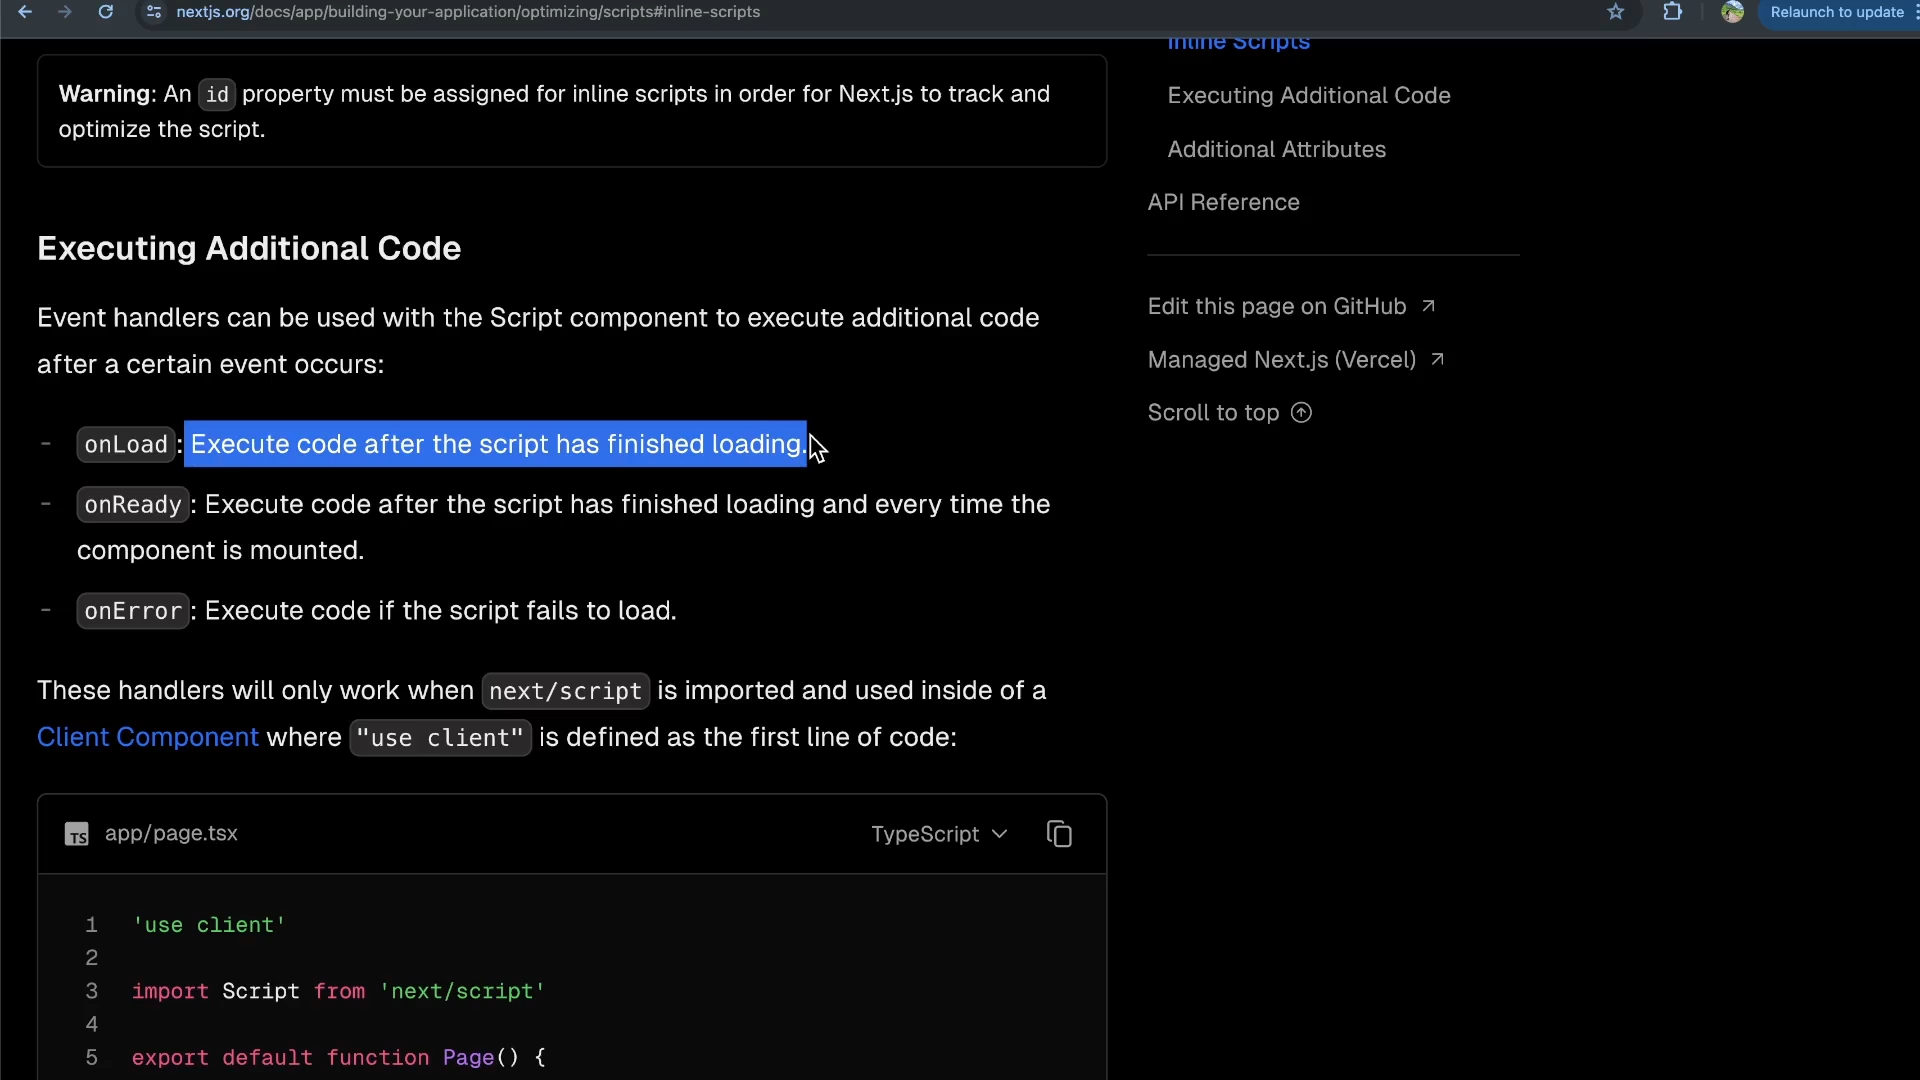 nextjs.org/docs/app/building-your-application/optimizing/scripts#inline-scripts
Relaunch to update
Warning: An id property must be assigned for inline scripts in order for Next.js to track and
optimize the script.
Executing Additional Code
Event handlers can be used with the Script component to execute additional code
after a certain event occurs:
- onLoad: Execute code after the script has finished loading.
- onReady: Execute code after the script has finished loading and every time the
component is mounted.
- onError: Execute code if the script fails to load.
These handlers will only work when next/script is imported and used inside of a
Client Component where "use client" is defined as the first line of code:
TS app/page.tsx
TypeScript
1 'use client'
2
3 import Script from 'next/script'
4
5 export default function Page() {
Inline Scripts
Executing Additional Code
Additional Attributes
API Reference
Edit this page on GitHub
Managed Next.js (Vercel)
Scroll to top